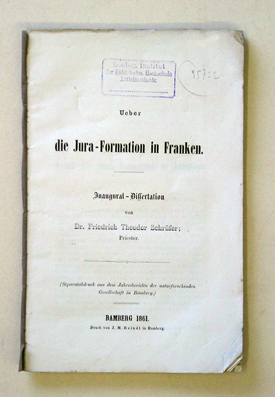 Ueber
die Jura-Formation in Franken.
Inaugural-Dissertation
von
Dr. Friedrich Theodor Schrüfer,
Priester.
(Separatabdruck aus dem Jahresberichte der naturforschenden
Gesellschaft in Bamberg.)
BAMBERG 1861.
Druck von J. M. Reindl in Bamberg.